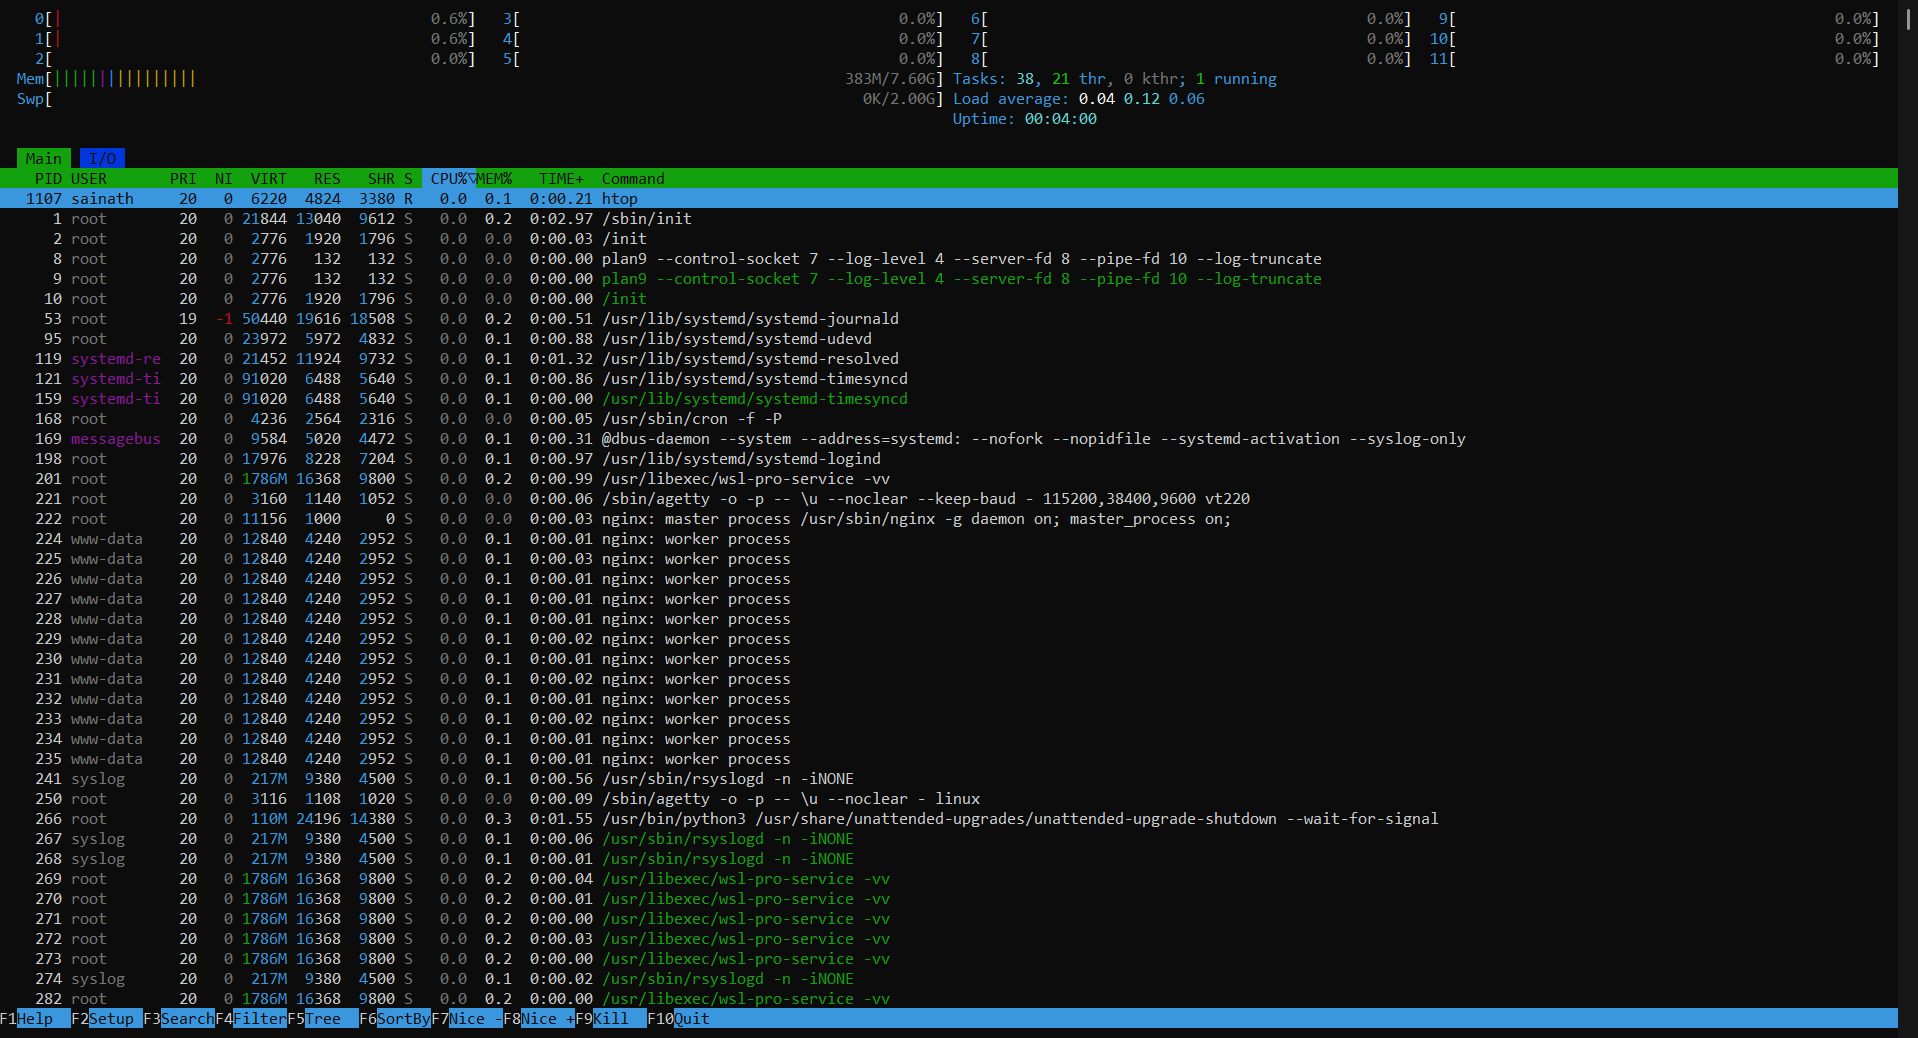 0[| 0.6%] 3[ 0.0%] 6[ 0.0%] 9[ 0.0%]
1[| 0.6%] 4[ 0.0%] 7[ 0.0%] 10[ 0.0%]
2[ 0.0%] 5[ 0.0%] 8[ 0.0%] 11[ 0.0%]
Mem[|||||||||||||||| 383M/7.60G] Tasks: 38, 21 thr, 0 kthr; 1 running
Swp[ 0K/2.00G] Load average: 0.04 0.12 0.06
Uptime: 00:04:00
Main I/O
PID USER PRI NI VIRT RES SHR S CPU%▽MEM% TIME+ Command
1107 sainath 20 0 6220 4824 3380 R 0.0 0.1 0:00.21 htop
1 root 20 0 21844 13040 9612 S 0.0 0.2 0:02.97 /sbin/init
2 root 20 0 2776 1920 1796 S 0.0 0.0 0:00.03 /init
8 root 20 0 2776 132 132 S 0.0 0.0 0:00.00 plan9 --control-socket 7 --log-level 4 --server-fd 8 --pipe-fd 10 --log-truncate
9 root 20 0 2776 132 132 S 0.0 0.0 0:00.00 plan9 --control-socket 7 --log-level 4 --server-fd 8 --pipe-fd 10 --log-truncate
10 root 20 0 2776 1920 1796 S 0.0 0.0 0:00.00 /init
53 root 19 -1 50440 19616 18508 S 0.0 0.2 0:00.51 /usr/lib/systemd/systemd-journald
95 root 20 0 23972 5972 4832 S 0.0 0.1 0:00.88 /usr/lib/systemd/systemd-udevd
119 systemd-re 20 0 21452 11924 9732 S 0.0 0.1 0:01.32 /usr/lib/systemd/systemd-resolved
121 systemd-ti 20 0 91020 6488 5640 S 0.0 0.1 0:00.86 /usr/lib/systemd/systemd-timesyncd
159 systemd-ti 20 0 91020 6488 5640 S 0.0 0.1 0:00.00 /usr/lib/systemd/systemd-timesyncd
168 root 20 0 4236 2564 2316 S 0.0 0.0 0:00.05 /usr/sbin/cron -f -P
169 messagebus 20 0 9584 5020 4472 S 0.0 0.1 0:00.31 @dbus-daemon --system --address=systemd: --nofork --nopidfile --systemd-activation --syslog-only
198 root 20 0 17976 8228 7204 S 0.0 0.1 0:00.97 /usr/lib/systemd/systemd-logind
201 root 20 0 1786M 16368 9800 S 0.0 0.2 0:00.99 /usr/libexec/wsl-pro-service -vv
221 root 20 0 3160 1140 1052 S 0.0 0.0 0:00.06 /sbin/agetty -o -p -- \u --noclear --keep-baud - 115200,38400,9600 vt220
222 root 20 0 11156 1000 0 S 0.0 0.0 0:00.03 nginx: master process /usr/sbin/nginx -g daemon on; master_process on;
224 www-data 20 0 12840 4240 2952 S 0.0 0.1 0:00.01 nginx: worker process
225 www-data 20 0 12840 4240 2952 S 0.0 0.1 0:00.03 nginx: worker process
226 www-data 20 0 12840 4240 2952 S 0.0 0.1 0:00.01 nginx: worker process
227 www-data 20 0 12840 4240 2952 S 0.0 0.1 0:00.01 nginx: worker process
228 www-data 20 0 12840 4240 2952 S 0.0 0.1 0:00.01 nginx: worker process
229 www-data 20 0 12840 4240 2952 S 0.0 0.1 0:00.02 nginx: worker process
230 www-data 20 0 12840 4240 2952 S 0.0 0.1 0:00.01 nginx: worker process
231 www-data 20 0 12840 4240 2952 S 0.0 0.1 0:00.02 nginx: worker process
232 www-data 20 0 12840 4240 2952 S 0.0 0.1 0:00.01 nginx: worker process
233 www-data 20 0 12840 4240 2952 S 0.0 0.1 0:00.02 nginx: worker process
234 www-data 20 0 12840 4240 2952 S 0.0 0.1 0:00.01 nginx: worker process
235 www-data 20 0 12840 4240 2952 S 0.0 0.1 0:00.01 nginx: worker process
241 syslog 20 0 217M 9380 4500 S 0.0 0.1 0:00.56 /usr/sbin/rsyslogd -n -iNONE
250 root 20 0 3116 1108 1020 S 0.0 0.0 0:00.09 /sbin/agetty -o -p -- \u --noclear - linux
266 root 20 0 110M 24196 14380 S 0.0 0.3 0:01.55 /usr/bin/python3 /usr/share/unattended-upgrades/unattended-upgrade-shutdown --wait-for-signal
267 syslog 20 0 217M 9380 4500 S 0.0 0.1 0:00.06 /usr/sbin/rsyslogd -n -iNONE
268 syslog 20 0 217M 9380 4500 S 0.0 0.1 0:00.01 /usr/sbin/rsyslogd -n -iNONE
269 root 20 0 1786M 16368 9800 S 0.0 0.2 0:00.04 /usr/libexec/wsl-pro-service -vv
270 root 20 0 1786M 16368 9800 S 0.0 0.2 0:00.01 /usr/libexec/wsl-pro-service -vv
271 root 20 0 1786M 16368 9800 S 0.0 0.2 0:00.00 /usr/libexec/wsl-pro-service -vv
272 root 20 0 1786M 16368 9800 S 0.0 0.2 0:00.03 /usr/libexec/wsl-pro-service -vv
273 root 20 0 1786M 16368 9800 S 0.0 0.2 0:00.00 /usr/libexec/wsl-pro-service -vv
274 syslog 20 0 217M 9380 4500 S 0.0 0.1 0:00.02 /usr/sbin/rsyslogd -n -iNONE
282 root 20 0 1786M 16368 9800 S 0.0 0.2 0:00.00 /usr/libexec/wsl-pro-service -vv
F1Help F2Setup F3SearchF4FilterF5Tree F6SortByF7Nice -F8Nice +F9Kill F10Quit